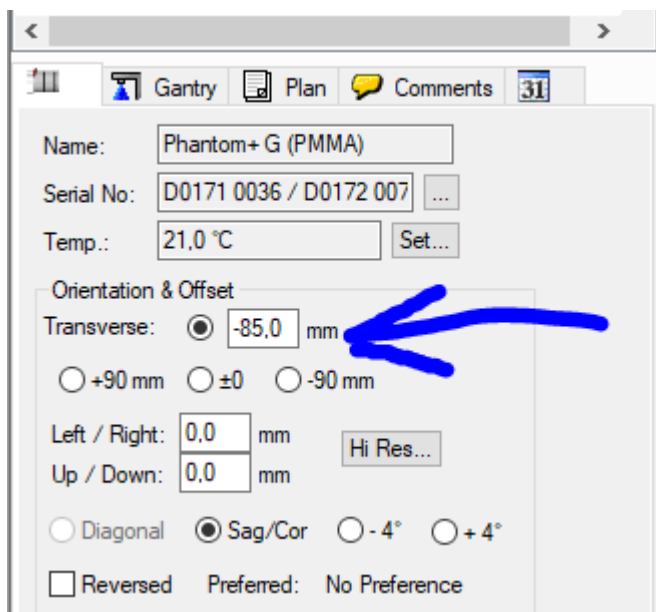 Gantry Plan Comments 31
Name: Phantom+ G (PMMA)
Serial No: D0171 0036 / D0172 007 ...
Temp.: 21,0 °C Set...
Orientation & Offset
Transverse: -85,0 mm
+90 mm ±0 -90 mm
Left / Right: 0,0 mm
Hi Res...
Up / Down: 0,0 mm
Diagonal Sag/Cor - 4° + 4°
Reversed Preferred: No Preference